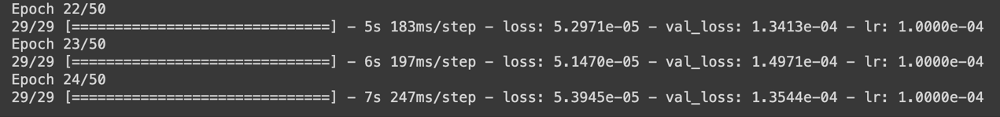 Epoch 22/50
29/29 [==============================] - 5s 183ms/step - loss: 5.2971e-05 - val_loss: 1.3413e-04 - lr: 1.0000e-04
Epoch 23/50
29/29 [==============================] - 6s 197ms/step - loss: 5.1470e-05 - val_loss: 1.4971e-04 - lr: 1.0000e-04
Epoch 24/50
29/29 [==============================] - 7s 247ms/step - loss: 5.3945e-05 - val_loss: 1.3544e-04 - lr: 1.0000e-04